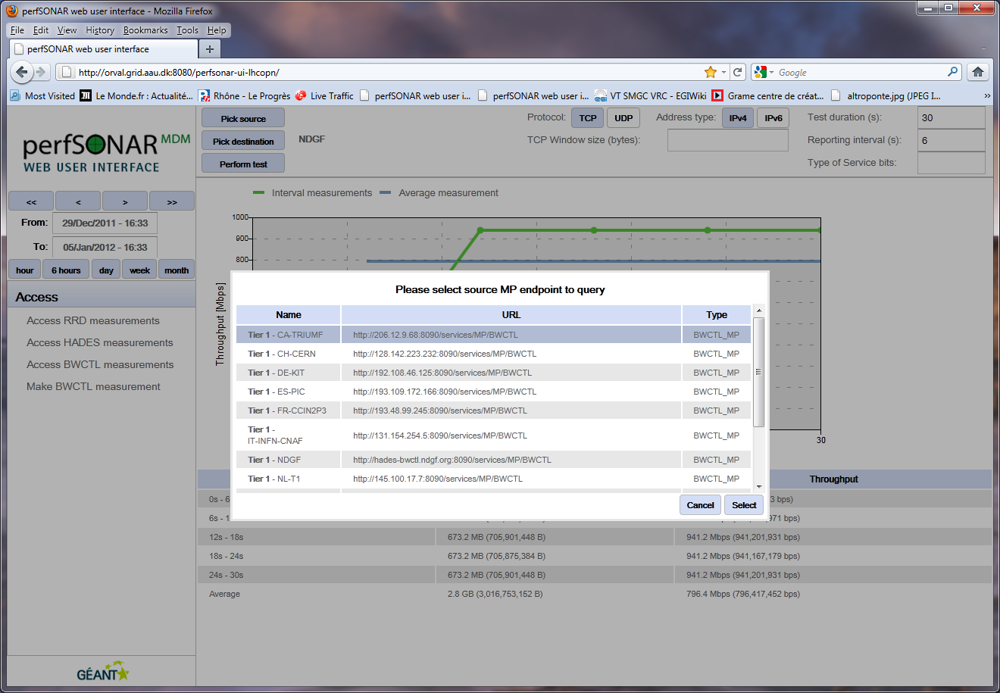 perfSONAR web user interface - Mozilla Firefox
File Edit View History Bookmarks Tools Help
perfSONAR web user interface
http://orval.grid.aau.dk:8080/perfsonar-ui-lhcopn/
Google
Most Visited Le Monde.fr : Actualité... Rhône - Le Progrès Live Traffic perfSONAR web user i... perfSONAR web user i... VT SMGC VRC - EGIWiki Grame centre de créat... altroponte.jpg (JPEG I... »
perfSONAR MDM
WEB USER INTERFACE
<< < > >>
From: 29/Dec/2011 - 16:33
To: 05/Jan/2012 - 16:33
hour 6 hours day week month
Access
Access RRD measurements
Access HADES measurements
Access BWCTL measurements
Make BWCTL measurement
GÉANT
Pick source
Pick destination NDGF
Perform test
Protocol: TCP UDP Address type: IPv4 IPv6
TCP Window size (bytes):
Test duration (s): 30
Reporting interval (s): 6
Type of Service bits:
Interval measurements Average measurement
1000
900
800
Throughput [Mbps]
30
Please select source MP endpoint to query
Name URL Type
Tier 1 - CA-TRIUMF http://206.12.9.68:8090/services/MP/BWCTL BWCTL_MP
Tier 1 - CH-CERN http://128.142.223.232:8090/services/MP/BWCTL BWCTL_MP
Tier 1 - DE-KIT http://192.108.46.125:8090/services/MP/BWCTL BWCTL_MP
Tier 1 - ES-PIC http://193.109.172.166:8090/services/MP/BWCTL BWCTL_MP
Tier 1 - FR-CCIN2P3 http://193.48.99.245:8090/services/MP/BWCTL BWCTL_MP
Tier 1 -
IT-INFN-CNAF http://131.154.254.5:8090/services/MP/BWCTL BWCTL_MP
Tier 1 - NDGF http://hades-bwctl.ndgf.org:8090/services/MP/BWCTL BWCTL_MP
Tier 1 - NL-T1 http://145.100.17.7:8090/services/MP/BWCTL BWCTL_MP
Cancel Select
Throughput
0s - 6 3 bps)
6s - 1 971 bps)
12s - 18s 673.2 MB (705,901,448 B) 941.2 Mbps (941,201,931 bps)
18s - 24s 673.2 MB (705,875,384 B) 941.2 Mbps (941,167,179 bps)
24s - 30s 673.2 MB (705,901,448 B) 941.2 Mbps (941,201,931 bps)
Average 2.8 GB (3,016,753,152 B) 796.4 Mbps (796,417,452 bps)